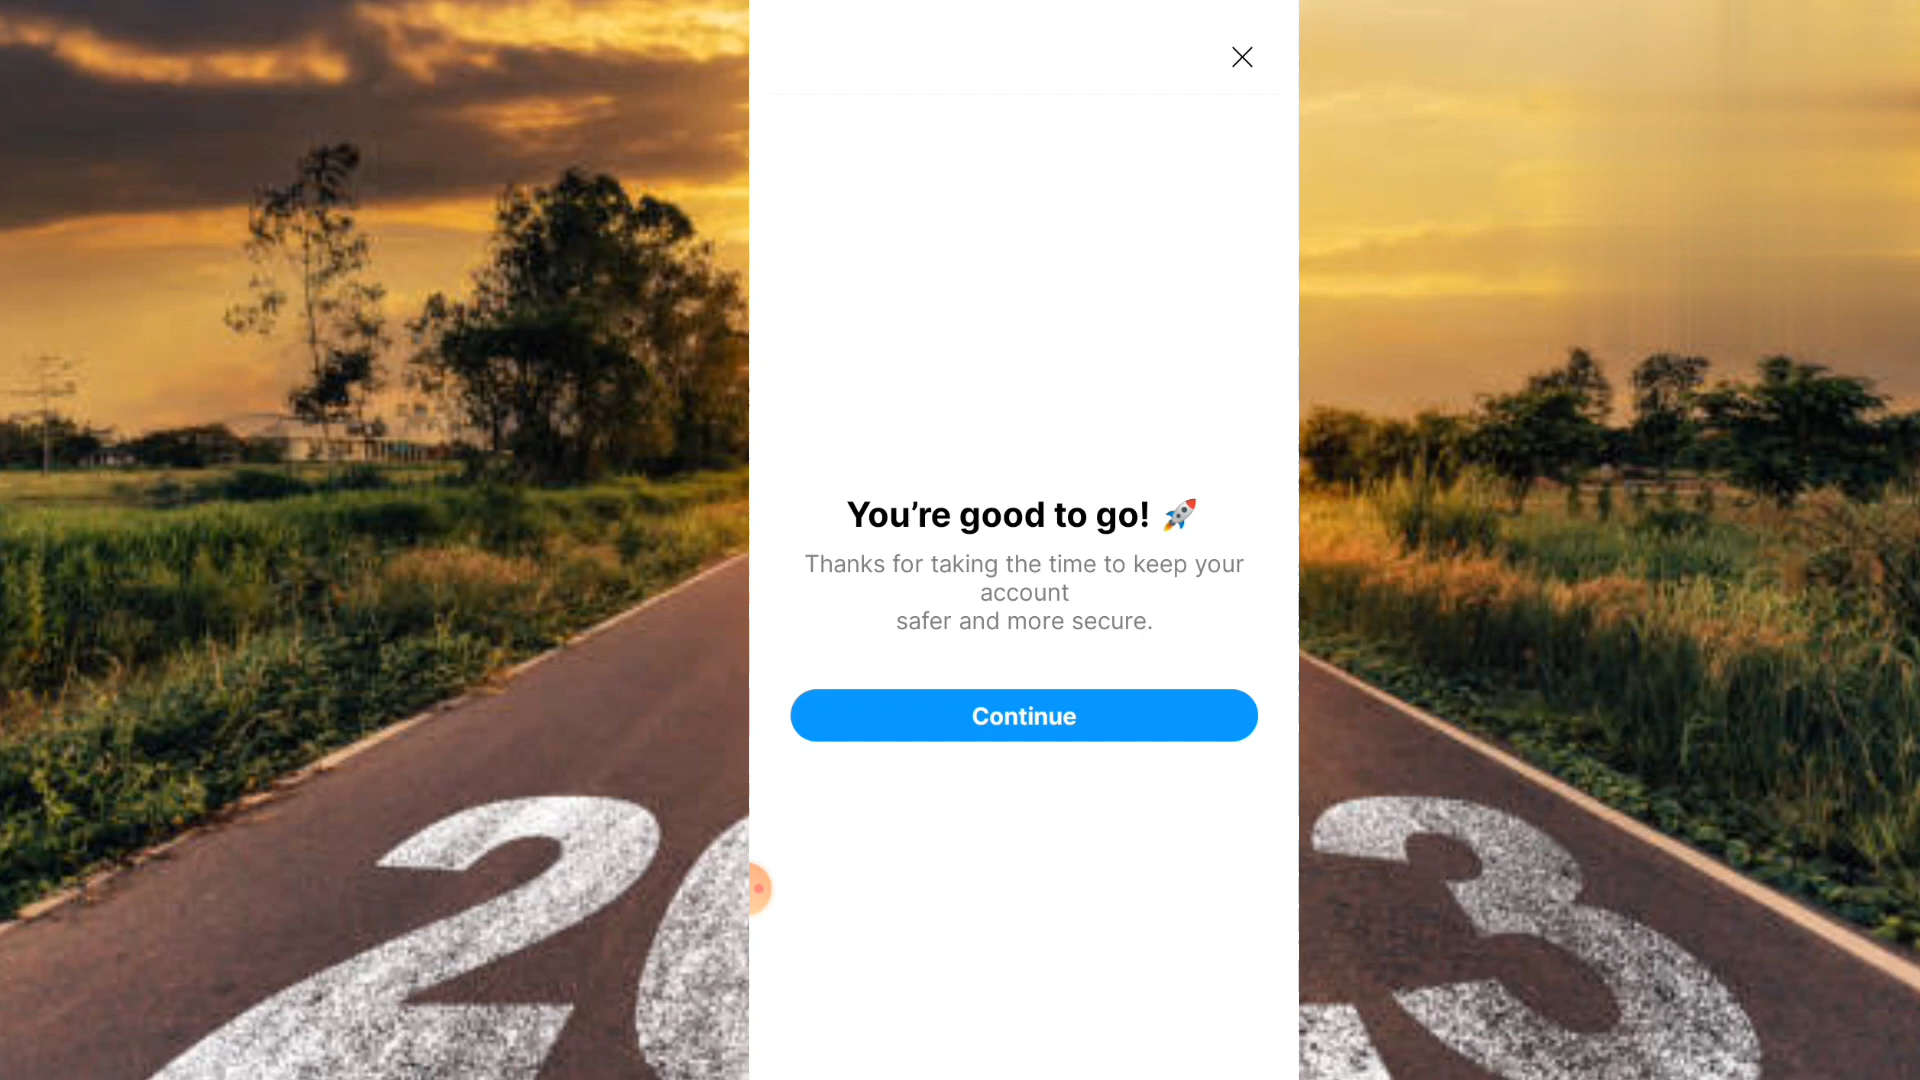 You’re good to go! 🚀
Thanks for taking the time to keep your
account
safer and more secure.
Continue